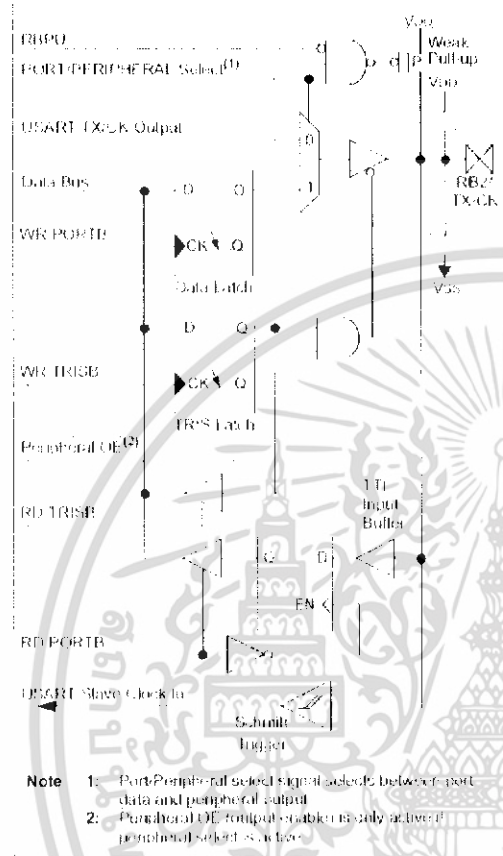 RBPU
PORT/PERIPHERAL Select(1)
USART TX/CK Output
Data Bus
WR PORTB
WR TRISB
Peripheral OE(2)
RD TRISB
RD PORTB
USART Slave Clock In
VDD
Weak
Pull-up
P
VDD
0
1
RB2/
TX/CK
VSS
D Q
CK Q
Data Latch
D Q
CK Q
TRIS Latch
TTL
Input
Buffer
Q D
EN
Schmitt
Trigger
Note 1: Port/Peripheral select signal selects between port
data and peripheral output
2: Peripheral OE (output enable) is only active if
peripheral select is active